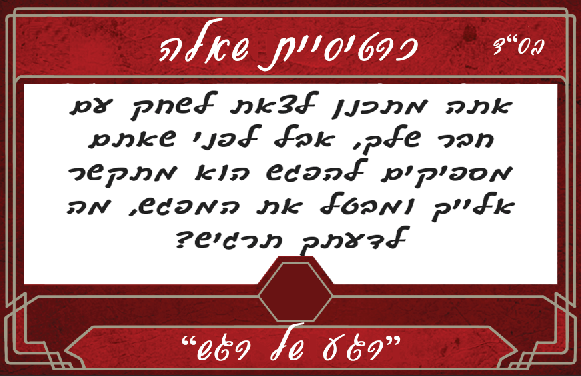 בס"ד
כרטיסיית שאלה
אתה מתכנן לצאת לשחק עם
חבר שלך, אבל לפני שאתם
מספיקים להפגש הוא מתקשר
אלייך ומבטל את המפגש, מה
לדעתך תרגיש?
"רגע של רגש"